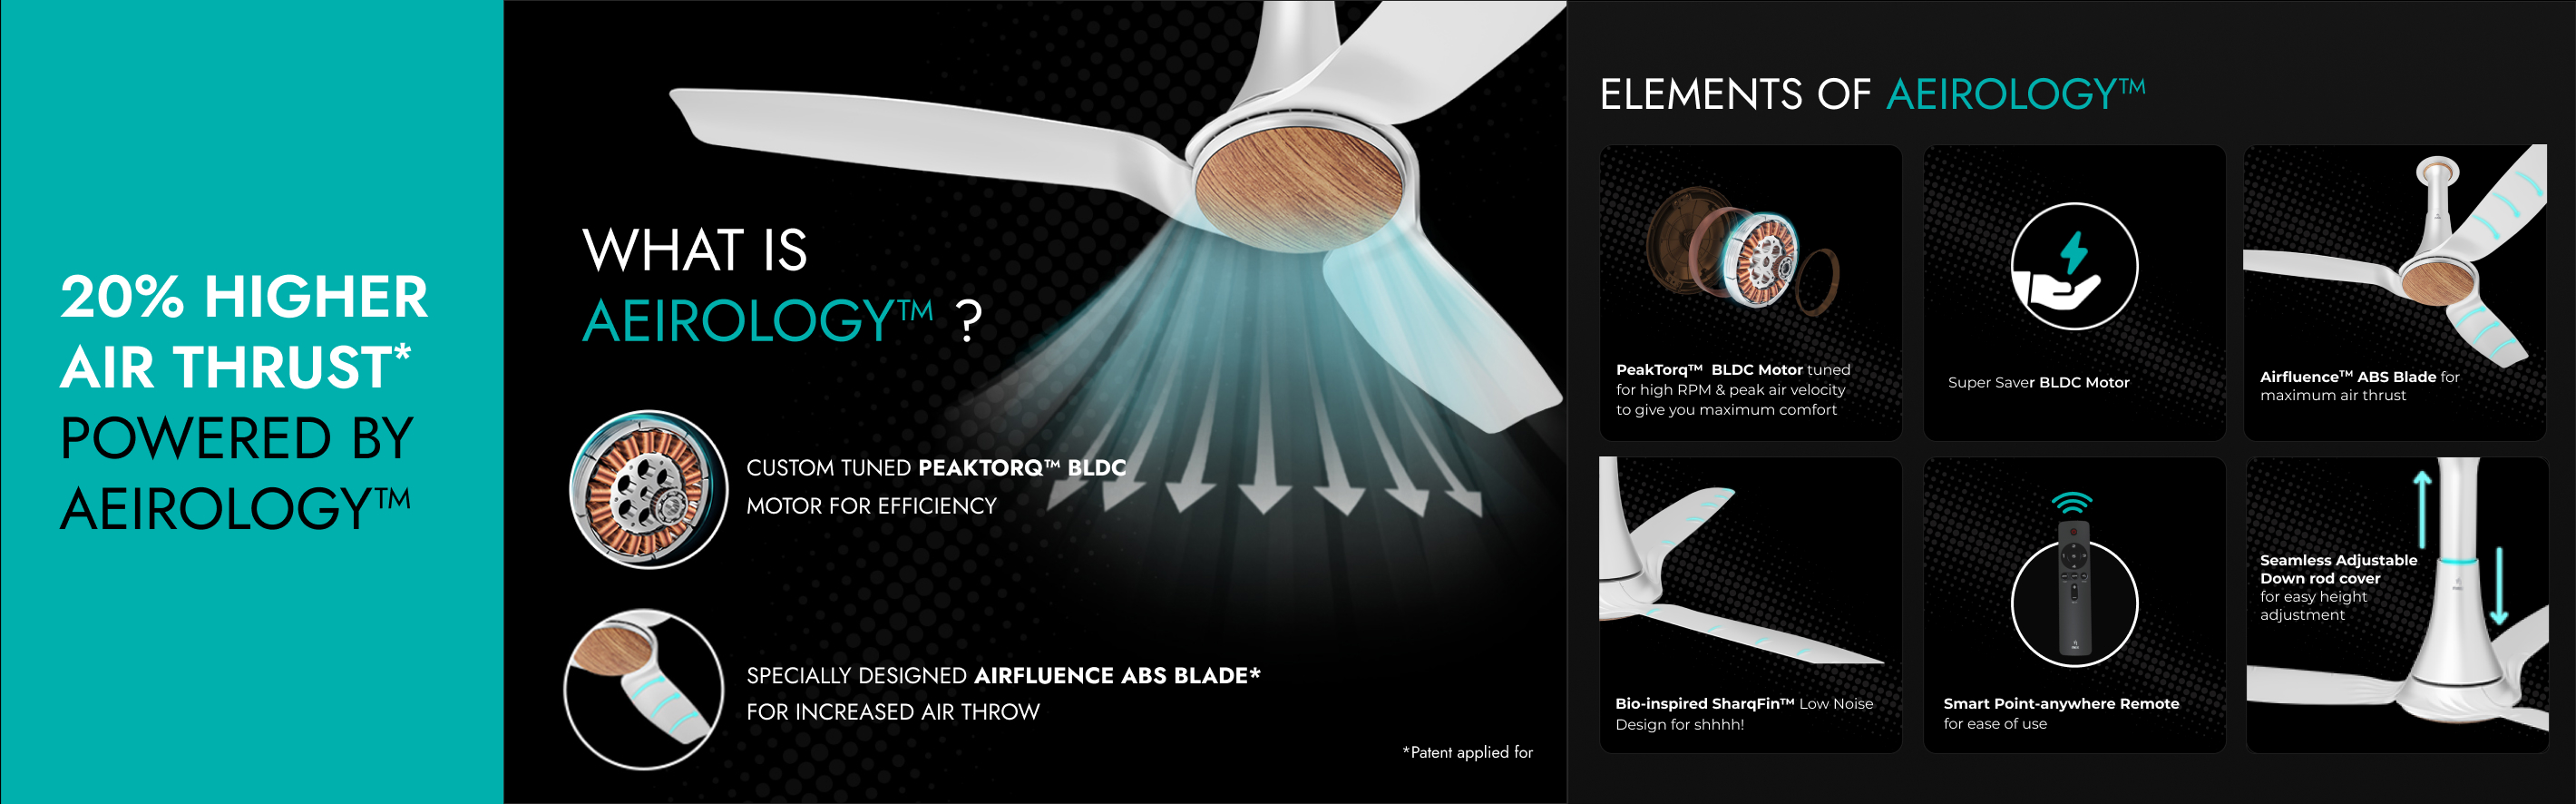 20% HIGHER
AIR THRUST*
POWERED BY
AEIROLOGY™
WHAT IS
AEIROLOGY™ ?
CUSTOM TUNED PEAKTORQ™ BLDC
MOTOR FOR EFFICIENCY
SPECIALLY DESIGNED AIRFLUENCE ABS BLADE*
FOR INCREASED AIR THROW
*Patent applied for
ELEMENTS OF AEIROLOGY™
PeakTorq™ BLDC Motor tuned
for high RPM & peak air velocity
to give you maximum comfort
Super Saver BLDC Motor
Airfluence™ ABS Blade for
maximum air thrust
Bio-inspired SharqFin™ Low Noise
Design for shhhh!
Smart Point-anywhere Remote
for ease of use
Seamless Adjustable
Down rod cover
for easy height
adjustment